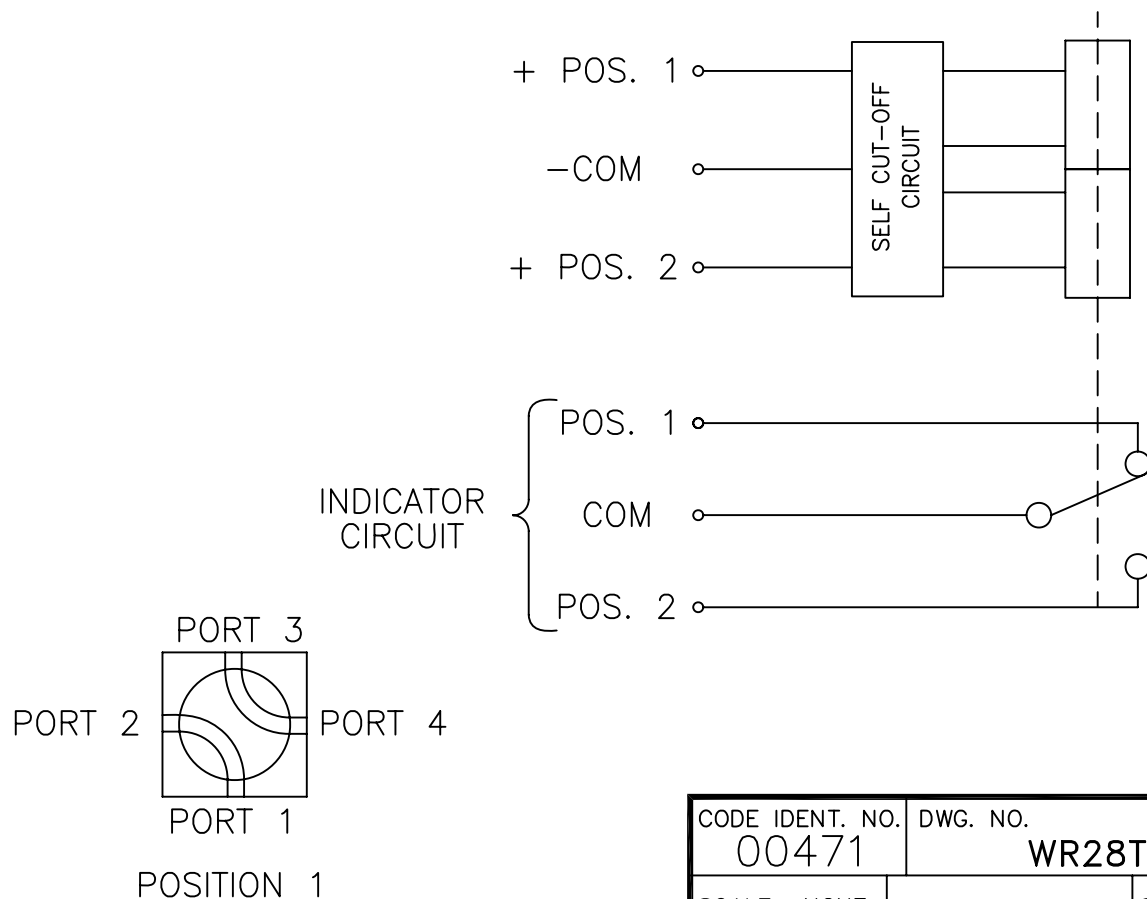 + POS. 1
-COM
+ POS. 2
SELF CUT-OFF
CIRCUIT
INDICATOR
CIRCUIT
POS. 1
COM
POS. 2
PORT 3
PORT 2
PORT 4
PORT 1
POSITION 1
CODE IDENT. NO.
00471
DWG. NO.
WR28T